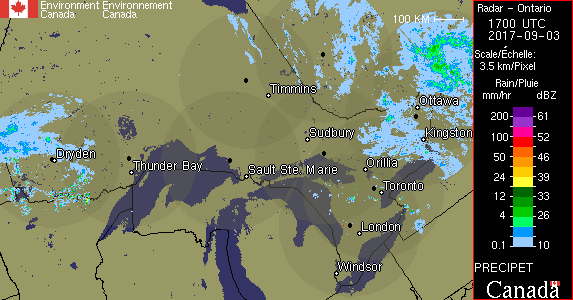 Environment Environnement
Canada Canada
100 KM
Timmins
Ottawa
Sudbury
Kingston
Dryden
Thunder Bay
Sault Ste. Marie
Orillia
Toronto
London
Windsor
Radar - Ontario
1700 UTC
2017-09-03
Scale/Échelle:
3.5 km/Pixel
Rain/Pluie
mm/hr dBZ
200 61
100 52
50 46
24 39
12 33
4 26
0.1 10
PRECIPET
Canada